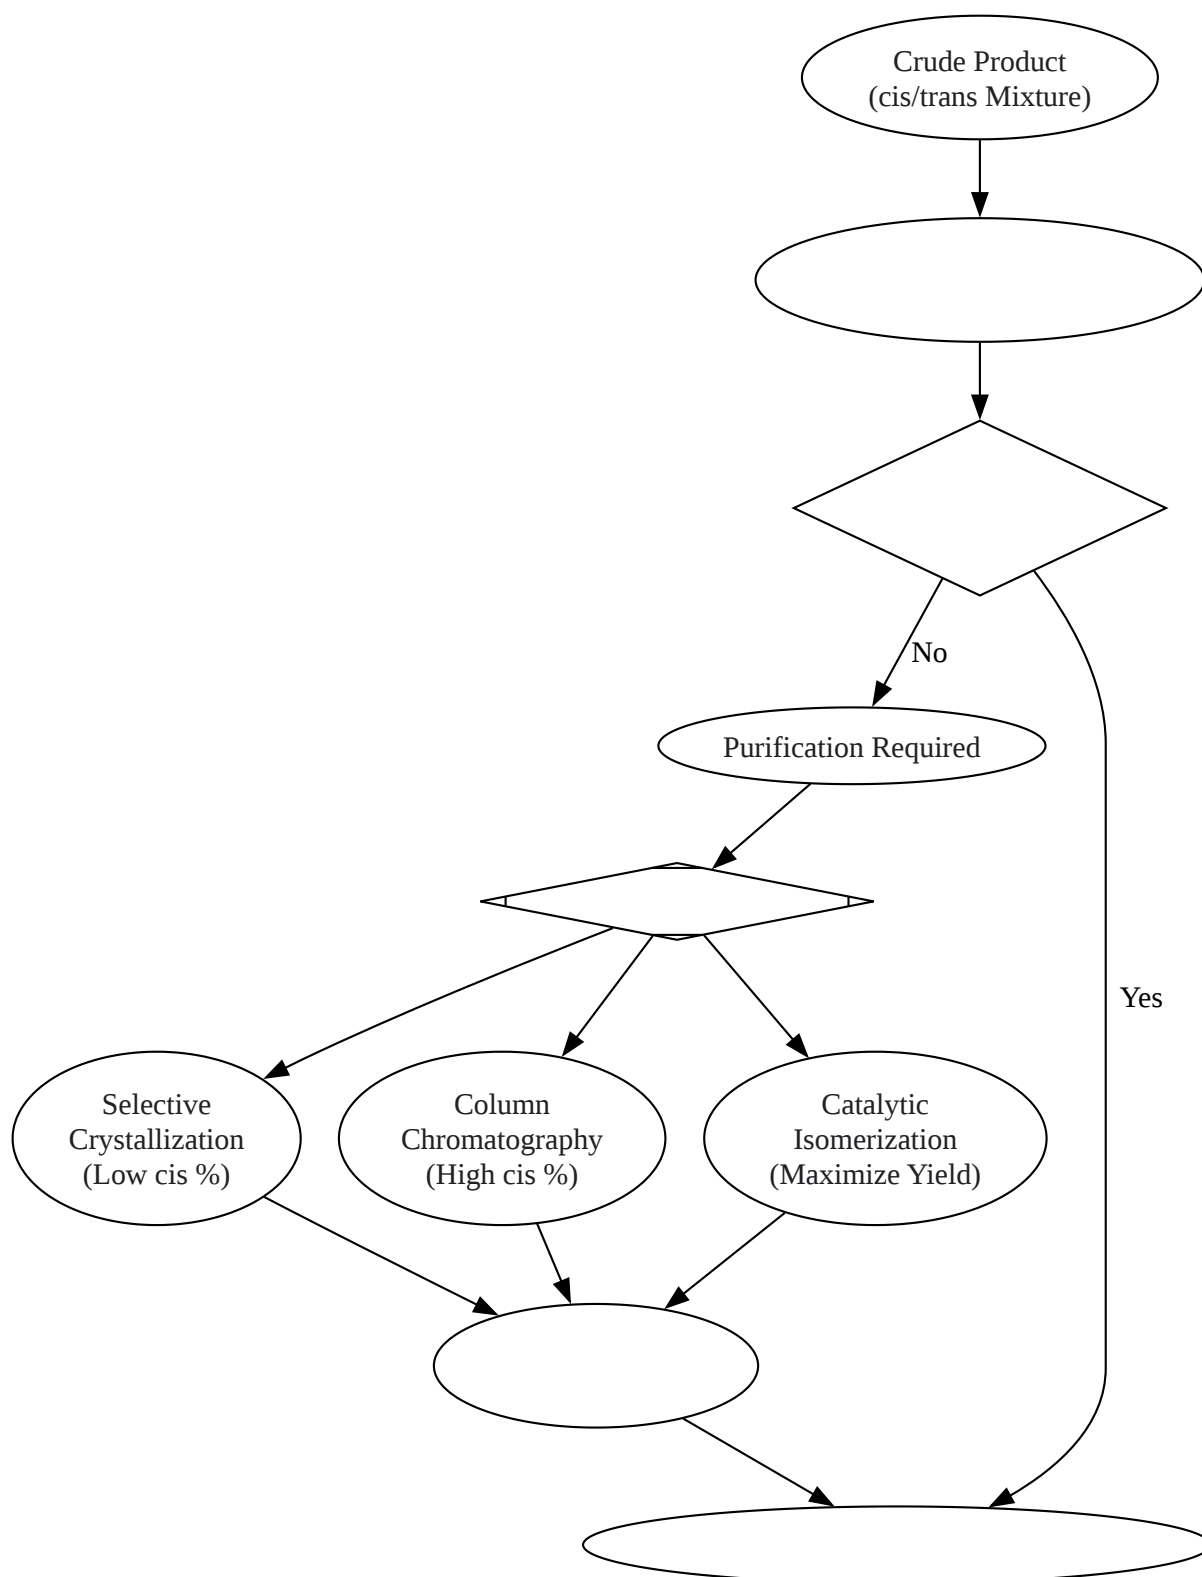 Crude Product
(cis/trans Mixture)
No
Purification Required
Yes
Selective
Crystallization
(Low cis %)
Column
Chromatography
(High cis %)
Catalytic
Isomerization
(Maximize Yield)